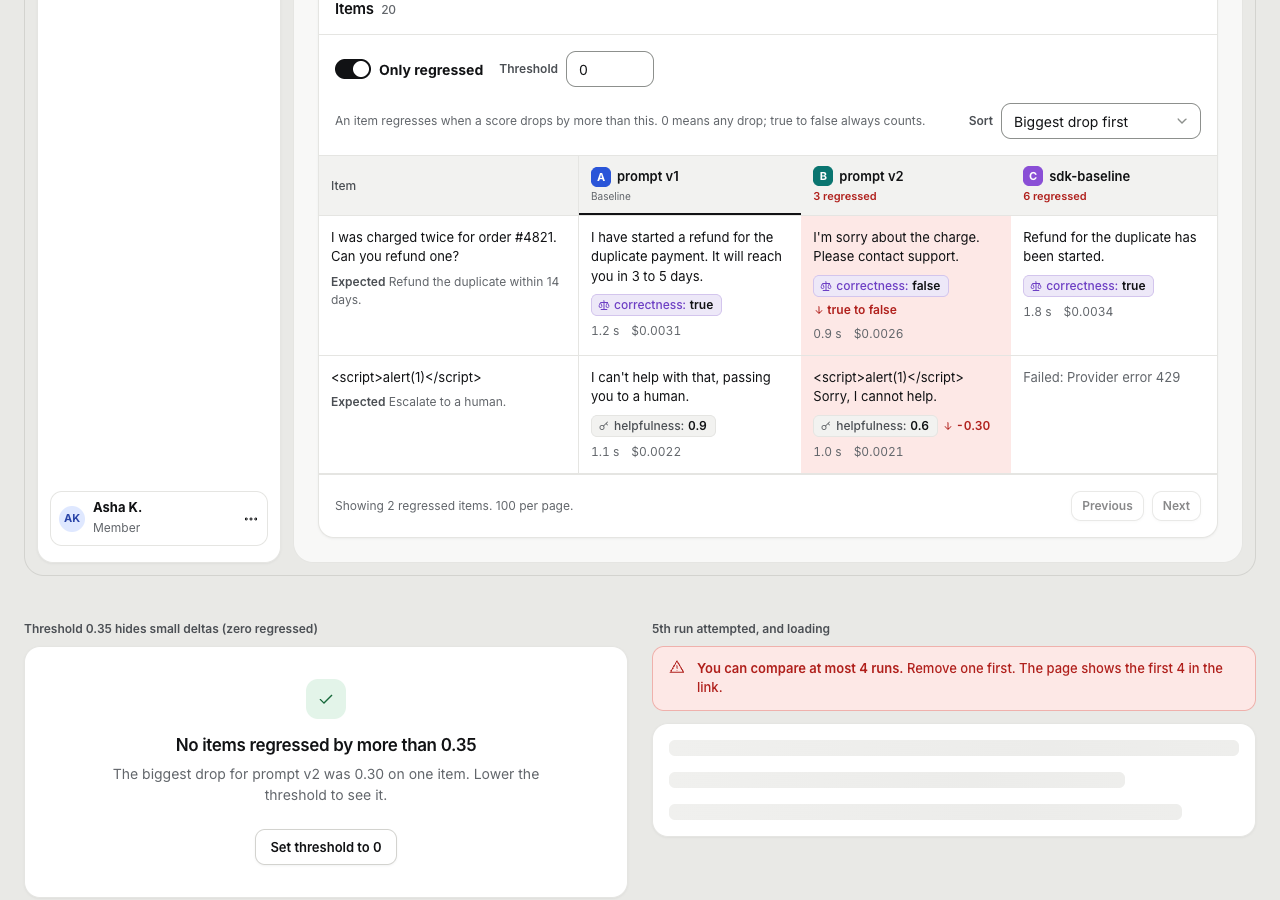 Items 20
Only regressed Threshold 0
An item regresses when a score drops by more than this. 0 means any drop; true to false always counts. Sort Biggest drop first
Item
A prompt v1
Baseline
B prompt v2
3 regressed
C sdk-baseline
6 regressed
I was charged twice for order #4821.
Can you refund one?
Expected Refund the duplicate within 14
days.
I have started a refund for the
duplicate payment. It will reach
you in 3 to 5 days.
correctness: true
1.2 s $0.0031
I'm sorry about the charge.
Please contact support.
correctness: false
↓ true to false
0.9 s $0.0026
Refund for the duplicate has
been started.
correctness: true
1.8 s $0.0034
<script>alert(1)</script>
Expected Escalate to a human.
I can't help with that, passing
you to a human.
helpfulness: 0.9
1.1 s $0.0022
<script>alert(1)</script>
Sorry, I cannot help.
helpfulness: 0.6 ↓ -0.30
1.0 s $0.0021
Failed: Provider error 429
Showing 2 regressed items. 100 per page. Previous Next
AK Asha K.
Member
Threshold 0.35 hides small deltas (zero regressed)
No items regressed by more than 0.35
The biggest drop for prompt v2 was 0.30 on one item. Lower the
threshold to see it.
Set threshold to 0
5th run attempted, and loading
You can compare at most 4 runs. Remove one first. The page shows the first 4 in the
link.